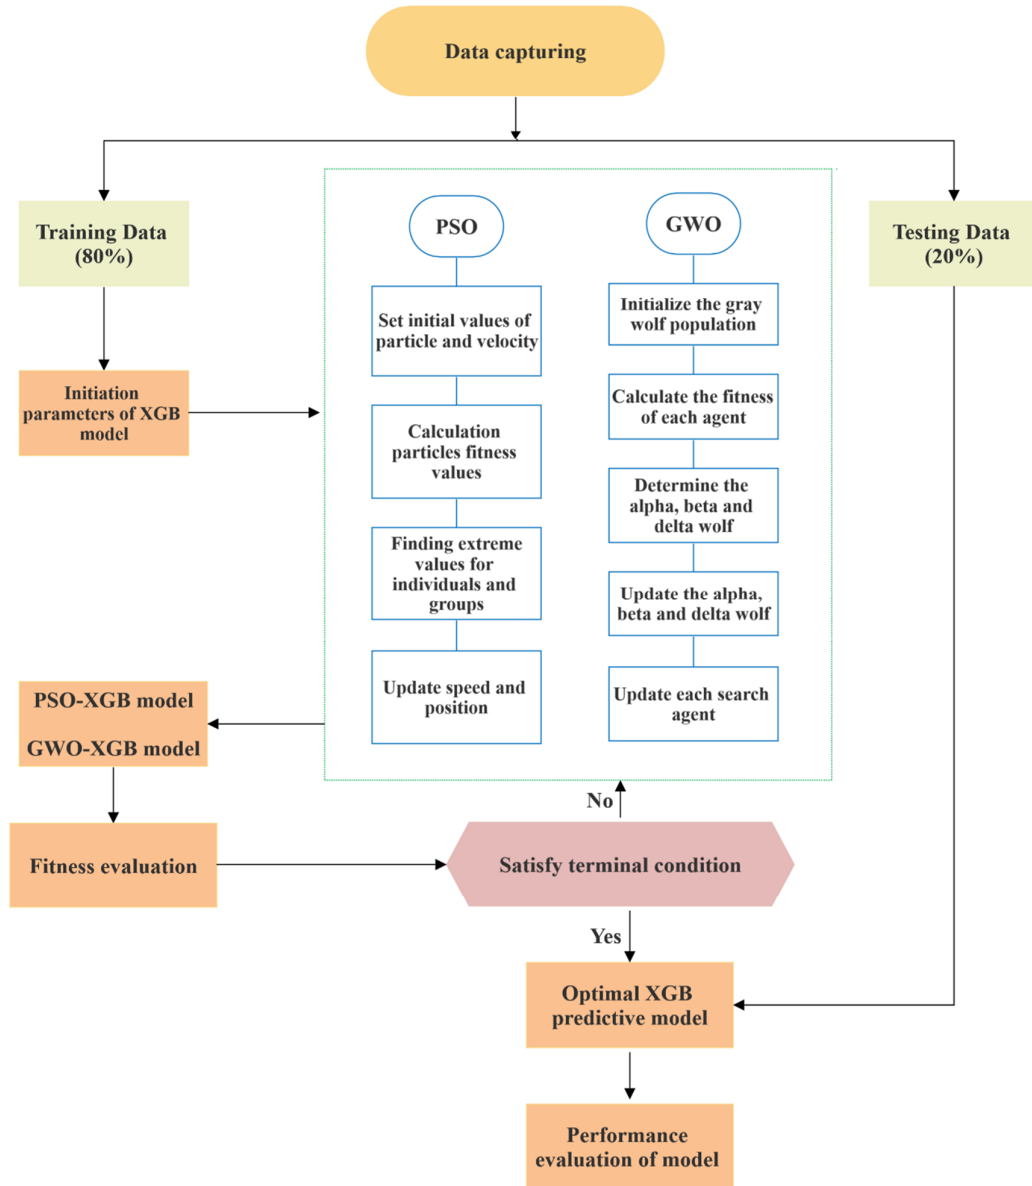 Data capturing
Training Data
(80%)
Testing Data
(20%)
Initiation
parameters of XGB
model
PSO
Set initial values of
particle and velocity
Calculation
particles fitness
values
Finding extreme
values for
individuals and
groups
Update speed and
position
GWO
Initialize the gray
wolf population
Calculate the fitness
of each agent
Determine the
alpha, beta and
delta wolf
Update the alpha,
beta and delta wolf
Update each search
agent
PSO-XGB model
GWO-XGB model
Fitness evaluation
No
Satisfy terminal condition
Yes
Optimal XGB
predictive model
Performance
evaluation of model